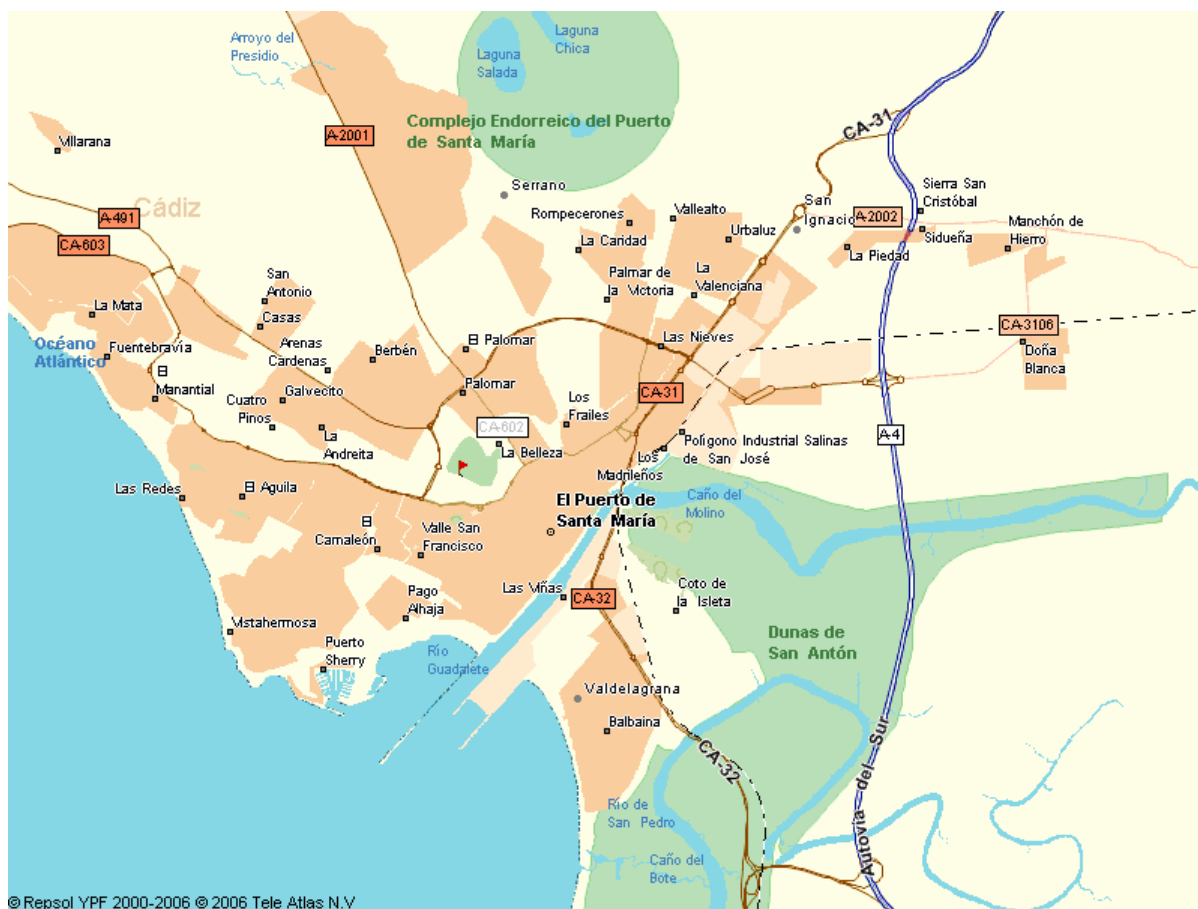 Arroyo del
Presidio
Laguna
Salada
Laguna
Chica
Complejo Endorreico del Puerto
de Santa María
A-2001
CA-31
Villarana
Cádiz
A-491
CA-603
Serrano
Rompecerones
Vallealto
San
Ignacio
A-2002
Sierra San
Cristóbal
Sidueña
Manchón de
Hierro
La Caridad
Urbaluz
La Piedad
San
Antonio
Palmar de
la Victoria
La
Valenciana
La Mata
Casas
CA-3106
Océano
Atlántico
Fuentebravía
Arenas
Cárdenas
Berbén
El Palomar
Las Nieves
Doña
Blanca
Manantial
Galvecito
Palomar
CA-31
Cuatro
Pinos
La
Andreita
Los
Frailes
CA-602
La Belleza
A-4
Polígono Industrial Salinas
de San José
Los
Madrileños
Las Redes
El Aguila
El Puerto de
Santa María
Caño del
Molino
El
Camaleón
Valle San
Francisco
Las Viñas
CA-32
Coto de
la Isleta
Pago
Alhaja
Vistahermosa
Puerto
Sherry
Río
Guadalete
Dunas de
San Antón
Valdelagrana
Balbaina
CA-32
Autovía del Sur
Río de
San Pedro
Caño del
Bote
© Repsol YPF 2000-2006 © 2006 Tele Atlas N.V